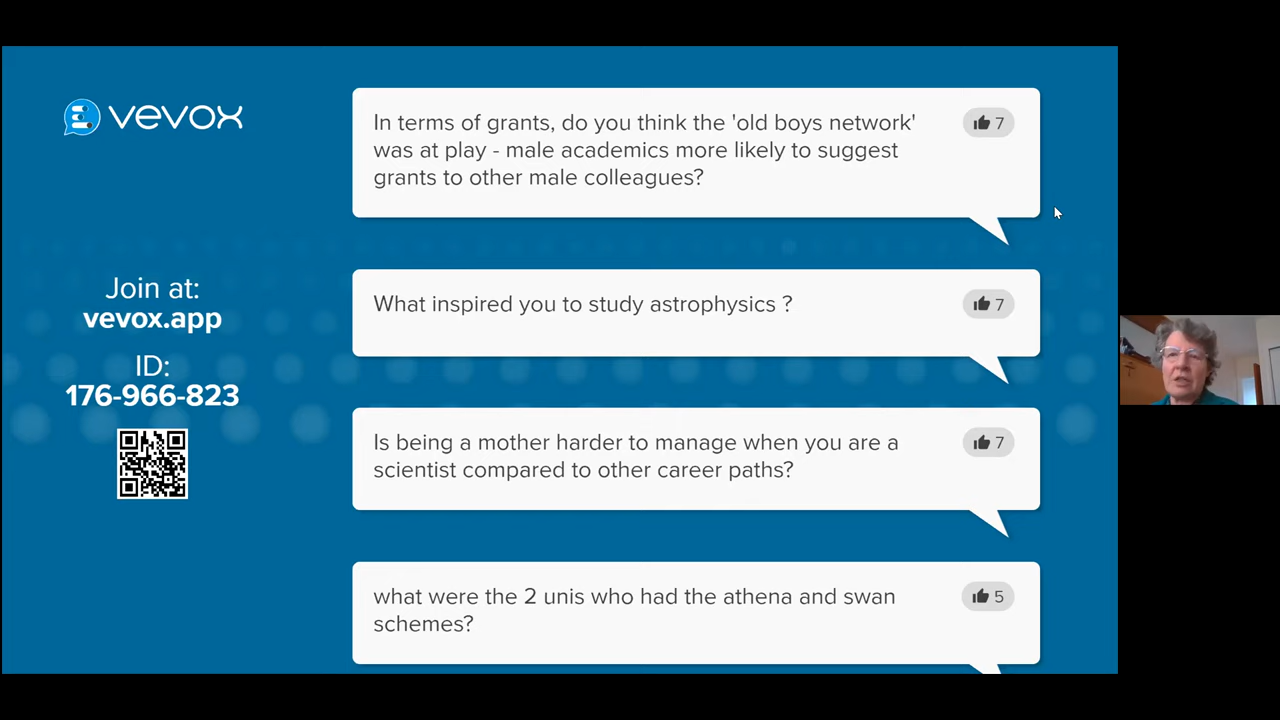 vevox
Join at:
vevox.app
ID:
176-966-823
In terms of grants, do you think the 'old boys network'
was at play - male academics more likely to suggest
grants to other male colleagues?
7
What inspired you to study astrophysics ?
7
Is being a mother harder to manage when you are a
scientist compared to other career paths?
7
what were the 2 unis who had the athena and swan
schemes?
5